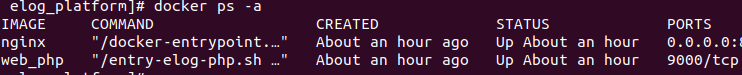 elog_platform]# docker ps -a
IMAGE COMMAND CREATED STATUS PORTS
nginx "/docker-entrypoint.…" About an hour ago Up About an hour 0.0.0.0:8
web_php "/entry-elog-php.sh …" About an hour ago Up About an hour 9000/tcp